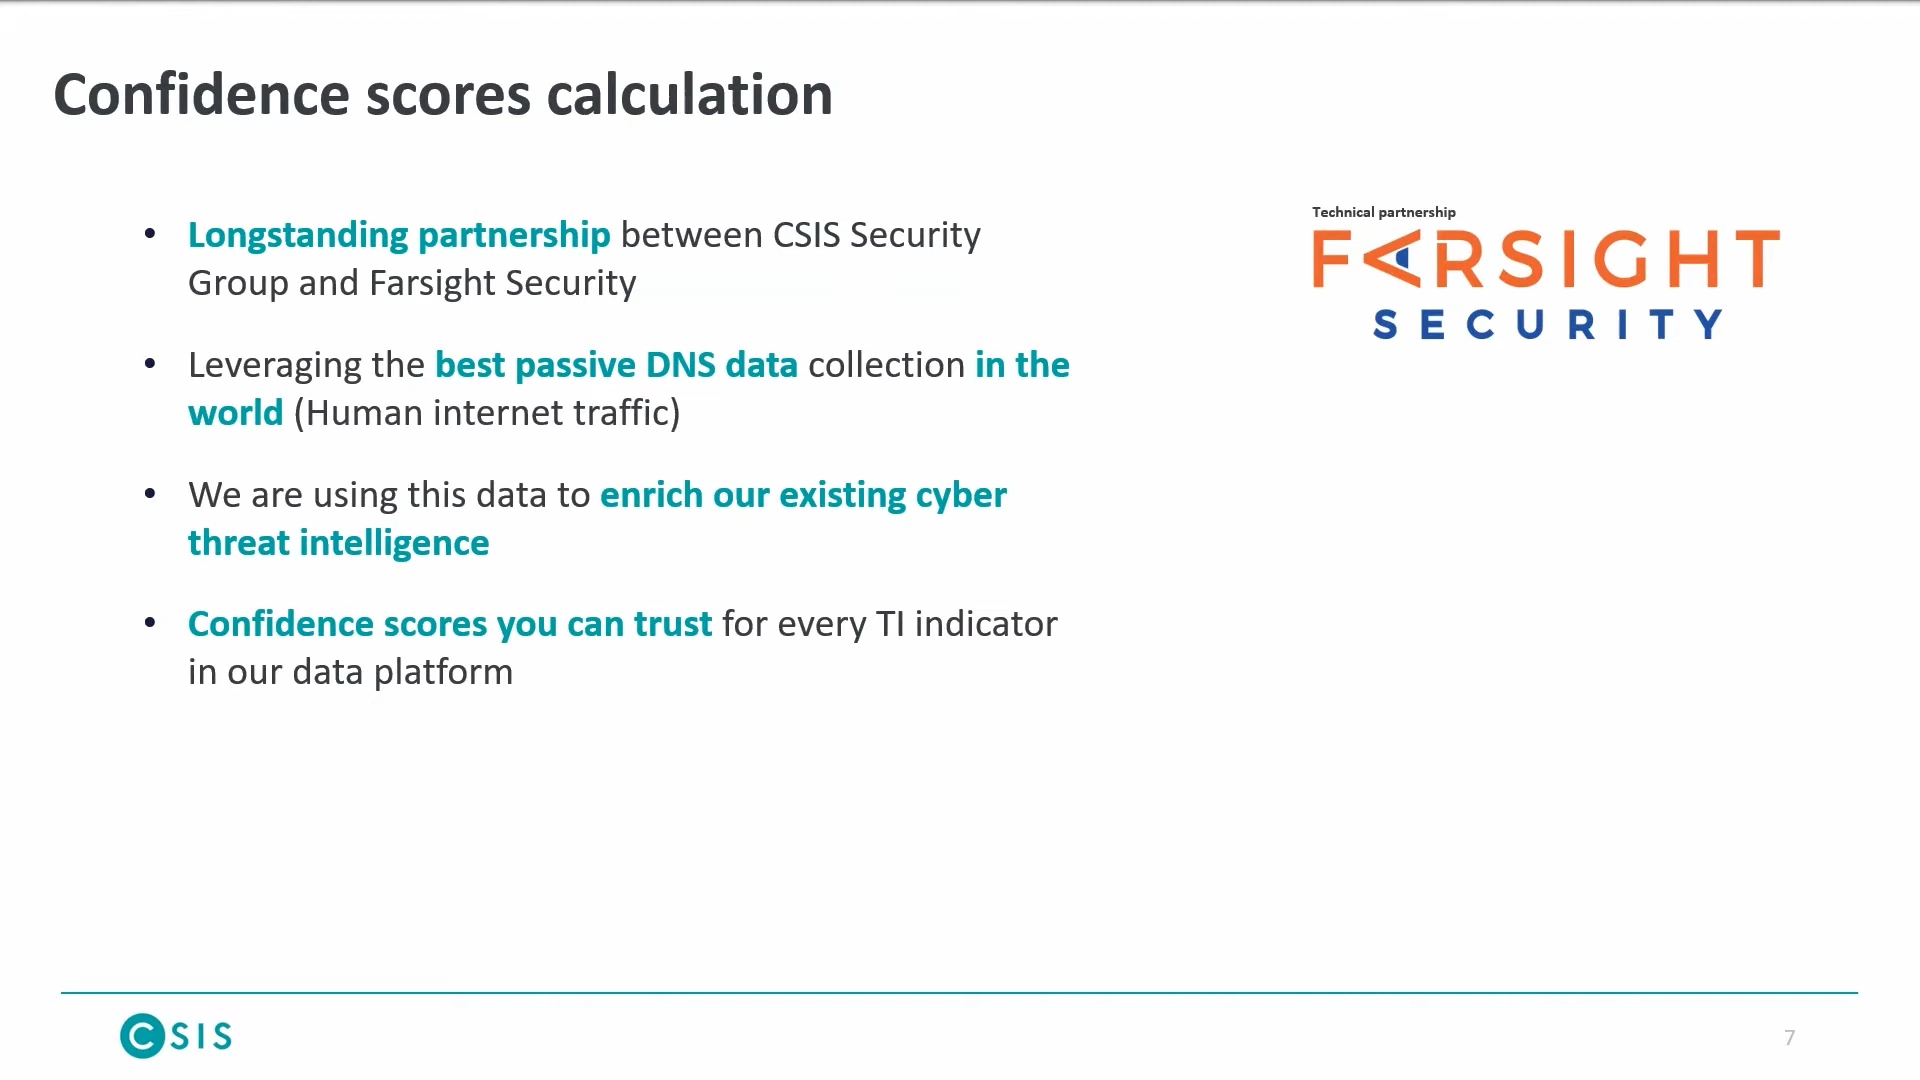 Confidence scores calculation
• Longstanding partnership between CSIS Security
Group and Farsight Security
• Leveraging the best passive DNS data collection in the
world (Human internet traffic)
• We are using this data to enrich our existing cyber
threat intelligence
• Confidence scores you can trust for every TI indicator
in our data platform
Technical partnership
FARSIGHT
SECURITY
CSIS
7